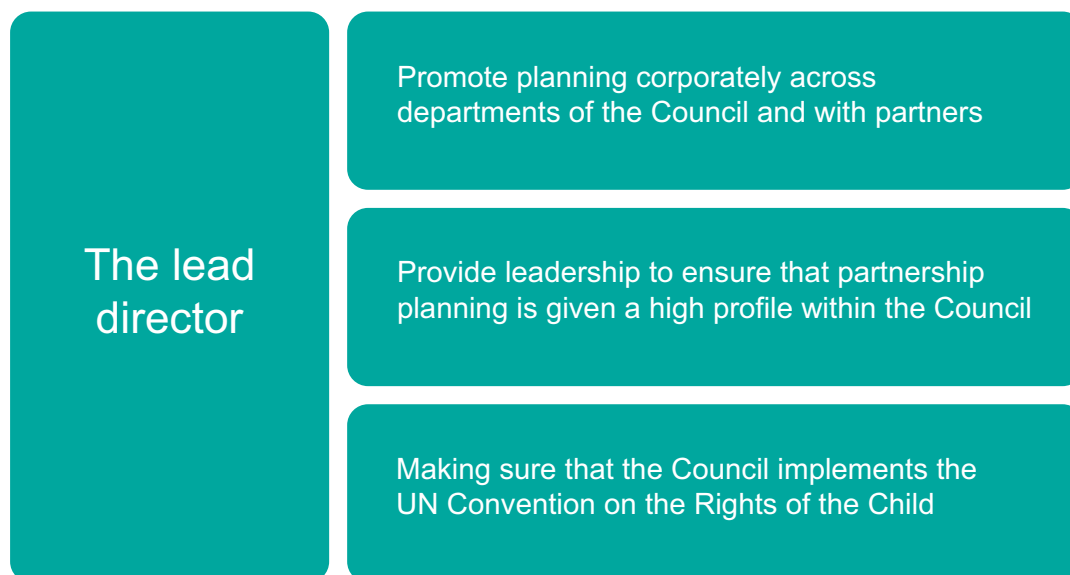 The lead
director
Promote planning corporately across
departments of the Council and with partners
Provide leadership to ensure that partnership
planning is given a high profile within the Council
Making sure that the Council implements the
UN Convention on the Rights of the Child